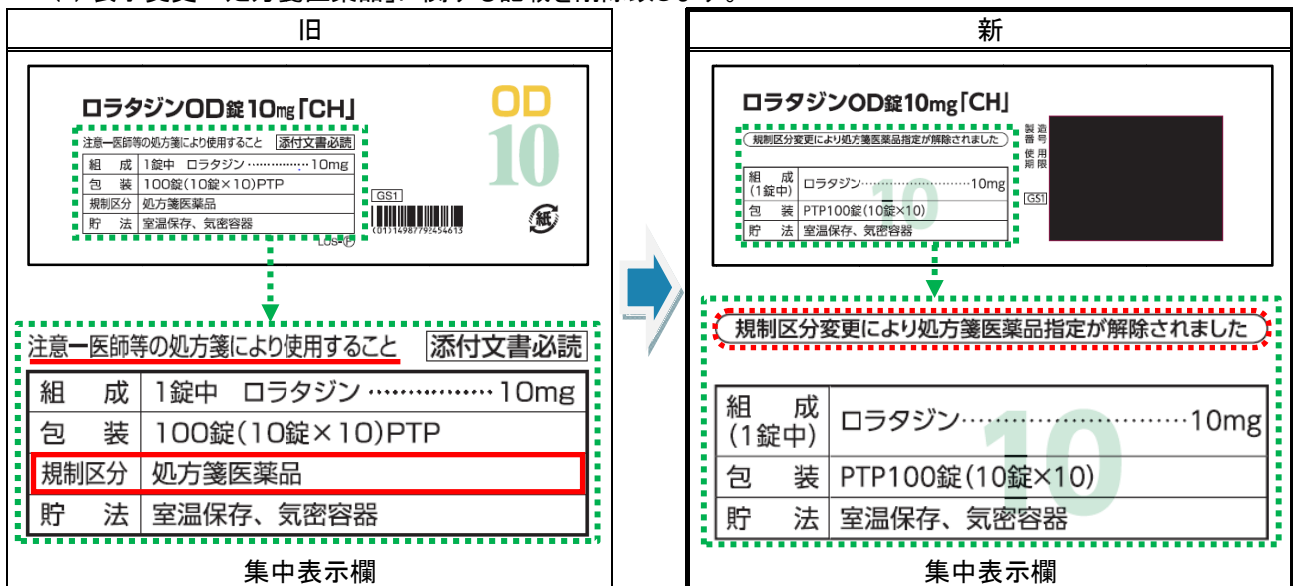 旧
ロラタジンOD錠10mg「CH」
OD
10
注意ー医師等の処方箋により使用すること 添付文書必読
組 成 1錠中 ロラタジン ……………10mg
包 装 100錠(10錠×10)PTP
規制区分 処方箋医薬品
貯 法 室温保存、気密容器
GS1
(01)14987792454613
紙
注意ー医師等の処方箋により使用すること 添付文書必読
組 成 1錠中 ロラタジン ……………10mg
包 装 100錠(10錠×10)PTP
規制区分 処方箋医薬品
貯 法 室温保存、気密容器
集中表示欄
新
ロラタジンOD錠10mg「CH」
規制区分変更により処方箋医薬品指定が解除されました
製造番号
使用期限
GS1
組 成(1錠中) ロラタジン……………………10mg
包 装 PTP100錠(10錠×10)
貯 法 室温保存、気密容器
10
規制区分変更により処方箋医薬品指定が解除されました
組 成(1錠中) ロラタジン……………………10mg
包 装 PTP100錠(10錠×10)
貯 法 室温保存、気密容器
10
集中表示欄